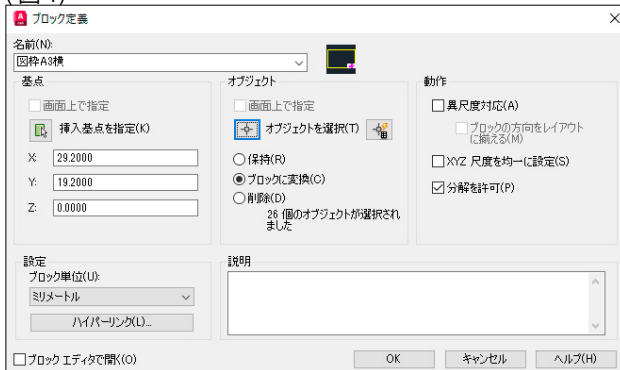 (図4)
ブロック定義
名前(N):
図枠A3横
基点
画面上で指定
挿入基点を指定(K)
X: 29.2000
Y: 19.2000
Z: 0.0000
オブジェクト
画面上で指定
オブジェクトを選択(T)
保持(R)
ブロックに変換(C)
削除(D)
26 個のオブジェクトが選択され
ました
動作
異尺度対応(A)
ブロックの方向をレイアウト
に揃える(M)
XYZ 尺度を均一に設定(S)
分解を許可(P)
設定
ブロック単位(U):
ミリメートル
ハイパーリンク(L)...
説明
ブロック エディタで開く(O)
OK
キャンセル
ヘルプ(H)